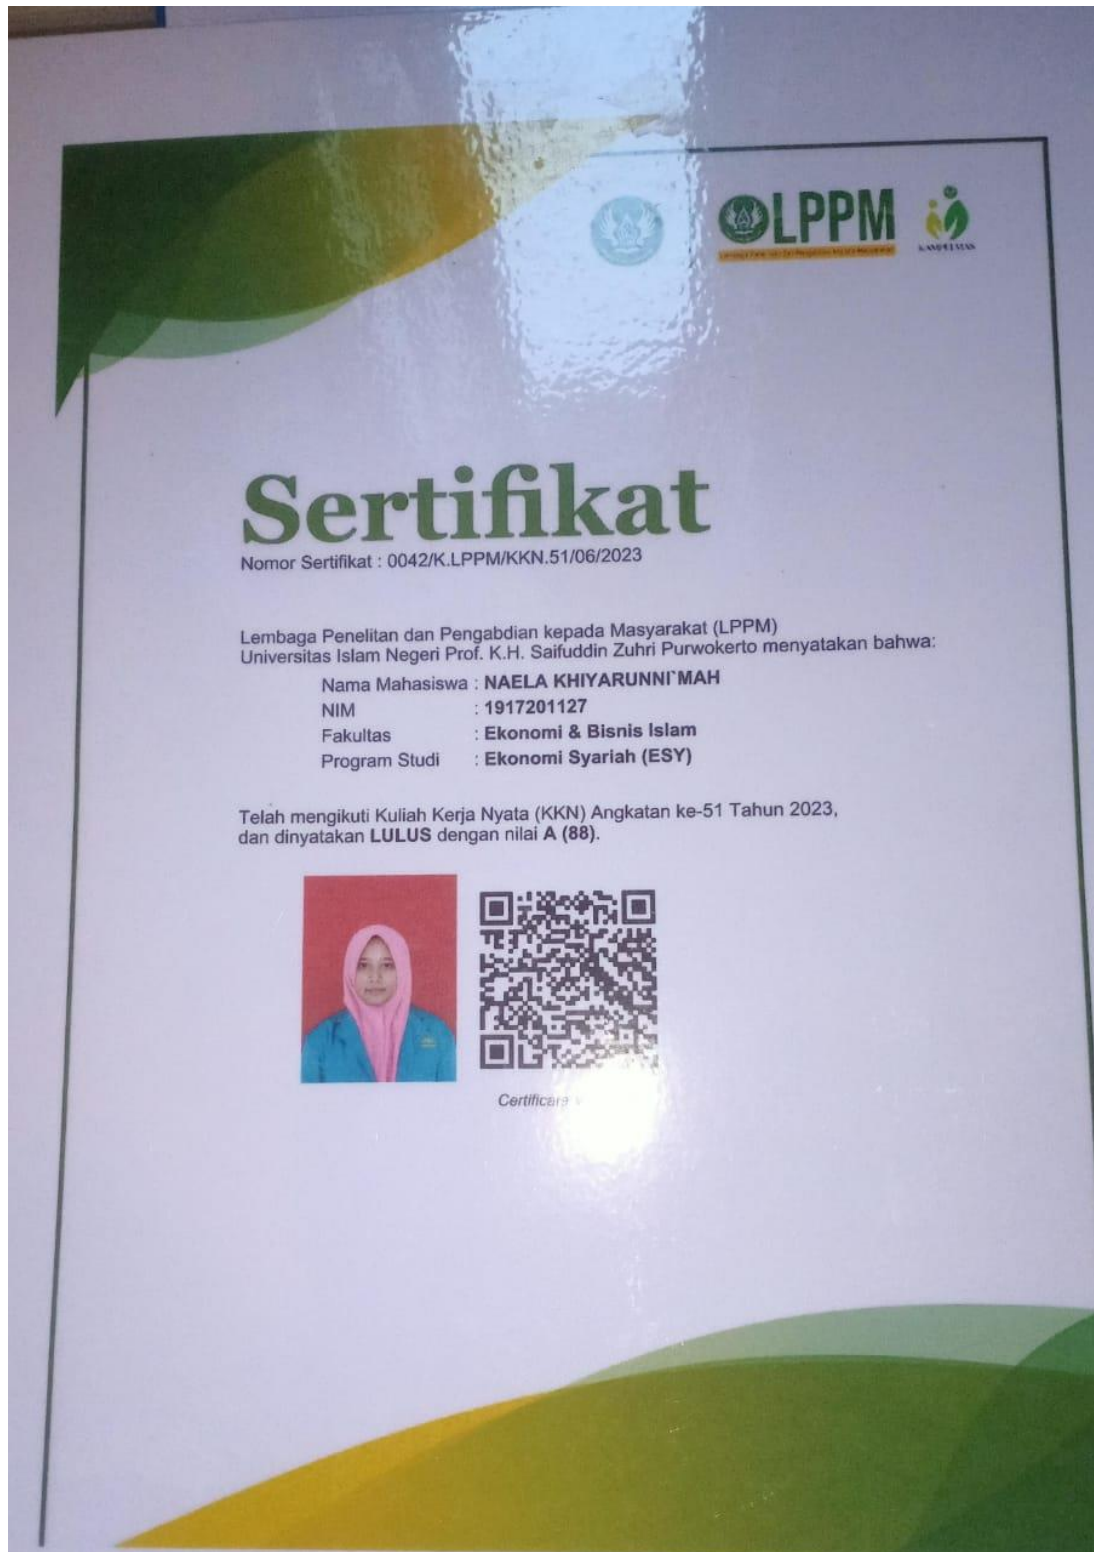 LPPM
KAMPELMAS
Sertifikat
Nomor Sertifikat : 0042/K.LPPM/KKN.51/06/2023
Lembaga Penelitan dan Pengabdian kepada Masyarakat (LPPM)
Universitas Islam Negeri Prof. K.H. Saifuddin Zuhri Purwokerto menyatakan bahwa:
Nama Mahasiswa : NAELA KHIYARUNNI`MAH
NIM : 1917201127
Fakultas : Ekonomi & Bisnis Islam
Program Studi : Ekonomi Syariah (ESY)
Telah mengikuti Kuliah Kerja Nyata (KKN) Angkatan ke-51 Tahun 2023,
dan dinyatakan LULUS dengan nilai A (88).